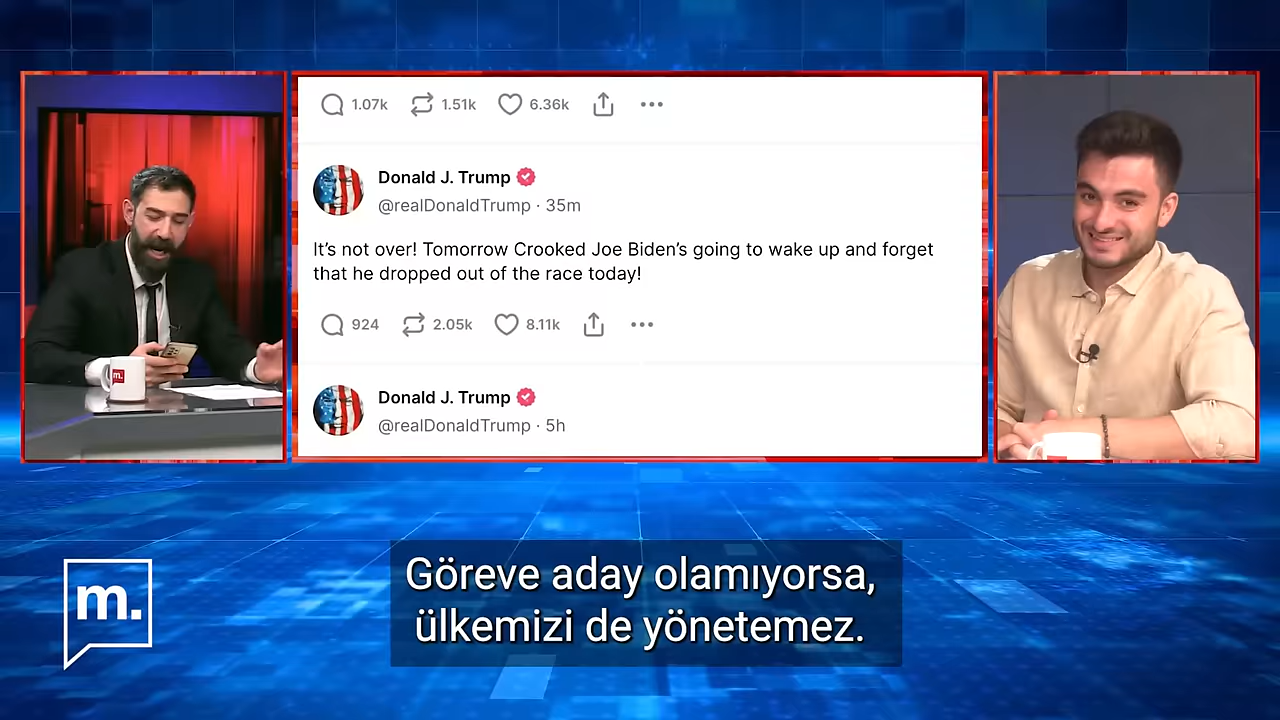 1.07k 1.51k 6.36k
Donald J. Trump
@realDonaldTrump · 35m
It's not over! Tomorrow Crooked Joe Biden's going to wake up and forget
that he dropped out of the race today!
924 2.05k 8.11k
Donald J. Trump
@realDonaldTrump · 5h
m.
Göreve aday olamıyorsa,
ülkemizi de yönetemez.
m.